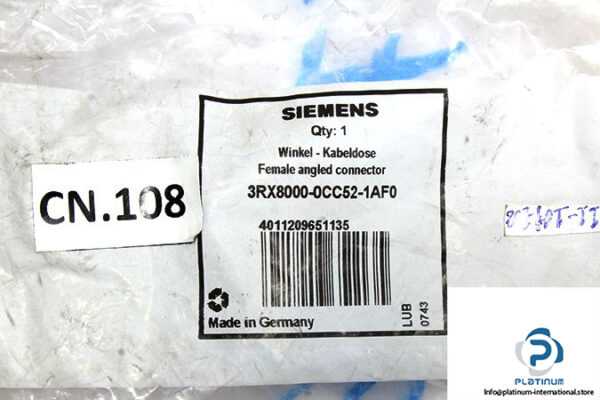 SIEMENS
Qty: 1
Winkel - Kabeldose
Female angled connector
3RX8000-0CC52-1AF0
4011209651135
Made in Germany
LUB
0743
CN.108
PLATINUM
Info@platinum-international.store